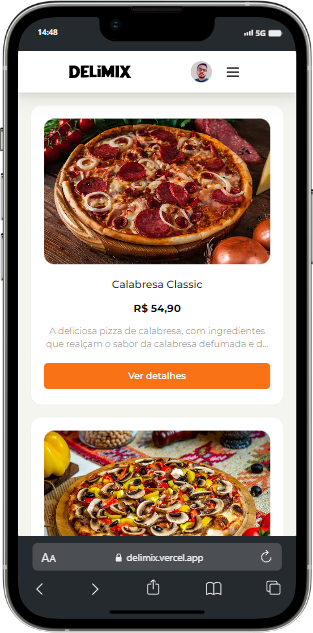 14:48
5G
DELiMIX
Calabresa Classic
R$ 54,90
A deliciosa pizza de calabresa, com ingredientes
que realçam o sabor da calabresa defumada e d...
Ver detalhes
AA
delimix.vercel.app